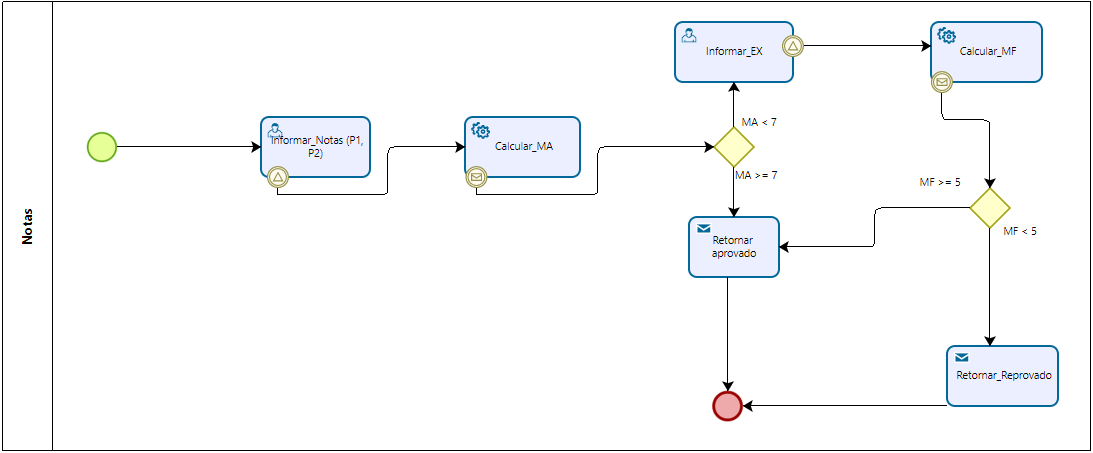 Notas
Informar_Notas (P1,
P2)
Calcular_MA
Informar_EX
Calcular_MF
MA < 7
MA >= 7
MF >= 5
MF < 5
Retornar
aprovado
Retornar_Reprovado